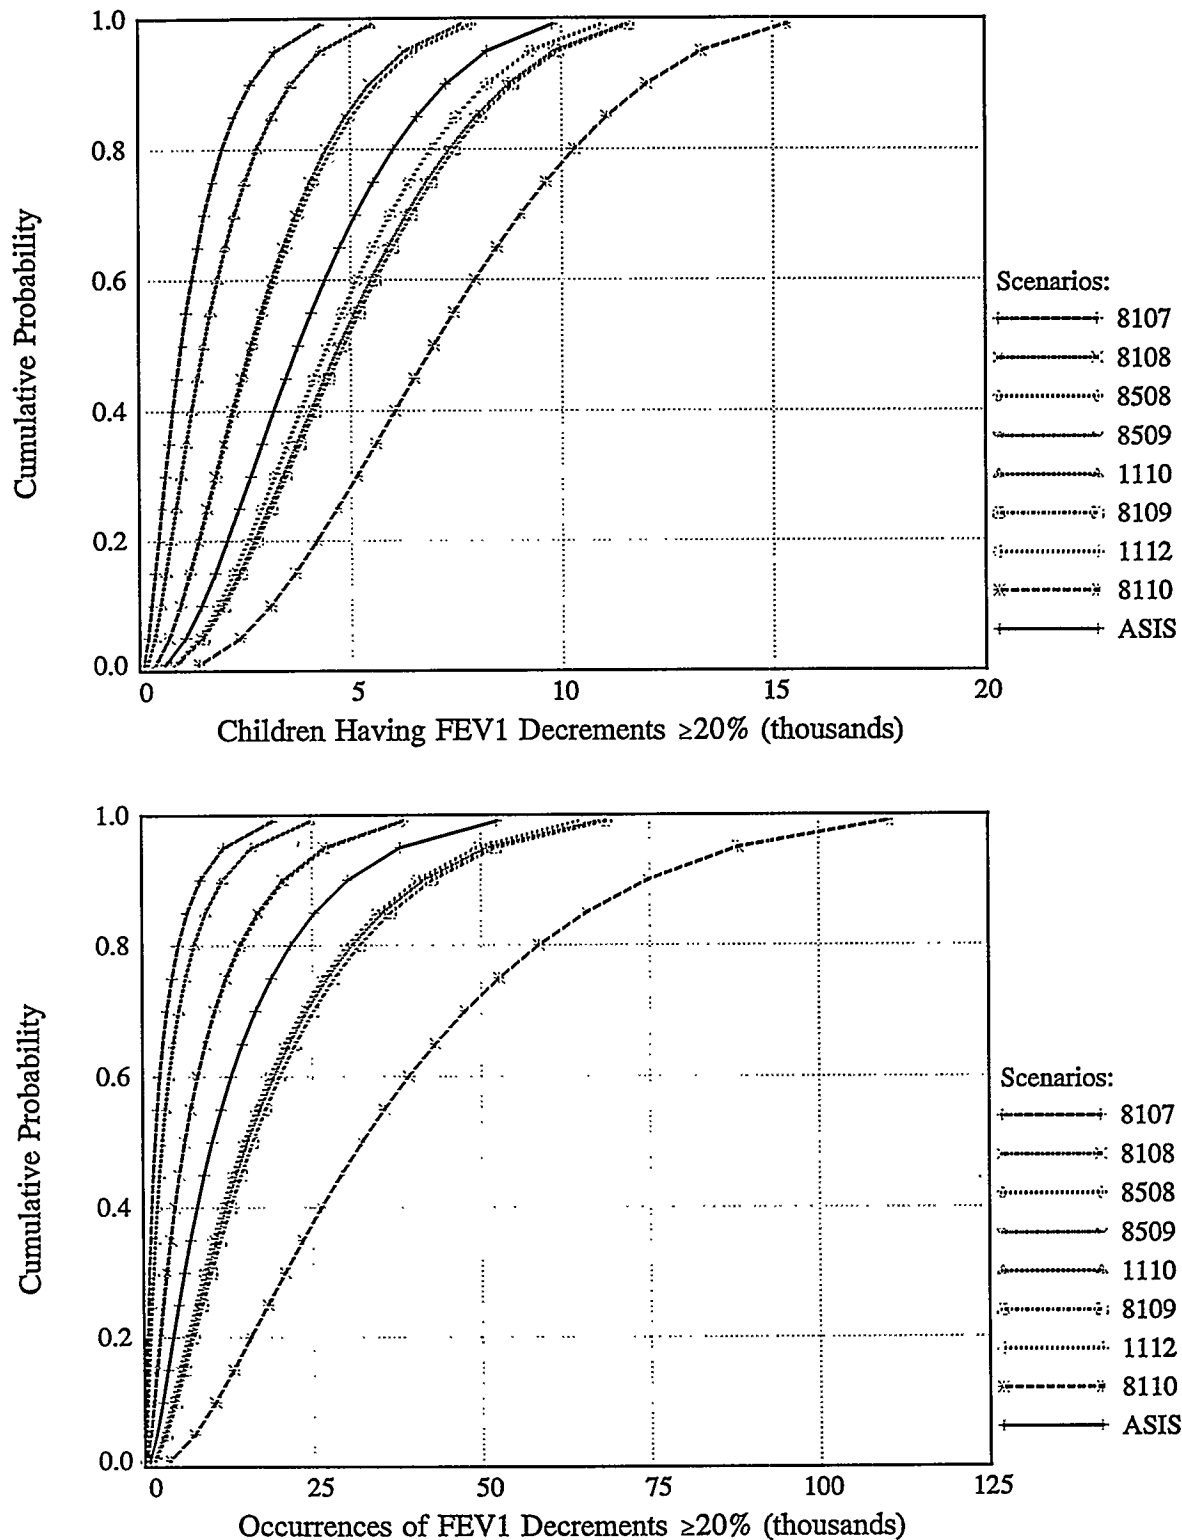 1.0
0.8
0.6
0.4
0.2
0.0
Cumulative Probability
0 5 10 15 20
Children Having FEV1 Decrements ≥20% (thousands)
Scenarios:
8107
8108
8508
8509
1110
8109
1112
8110
ASIS
1.0
0.8
0.6
0.4
0.2
0.0
Cumulative Probability
0 25 50 75 100 125
Occurrences of FEV1 Decrements ≥20% (thousands)
Scenarios:
8107
8108
8508
8509
1110
8109
1112
8110
ASIS